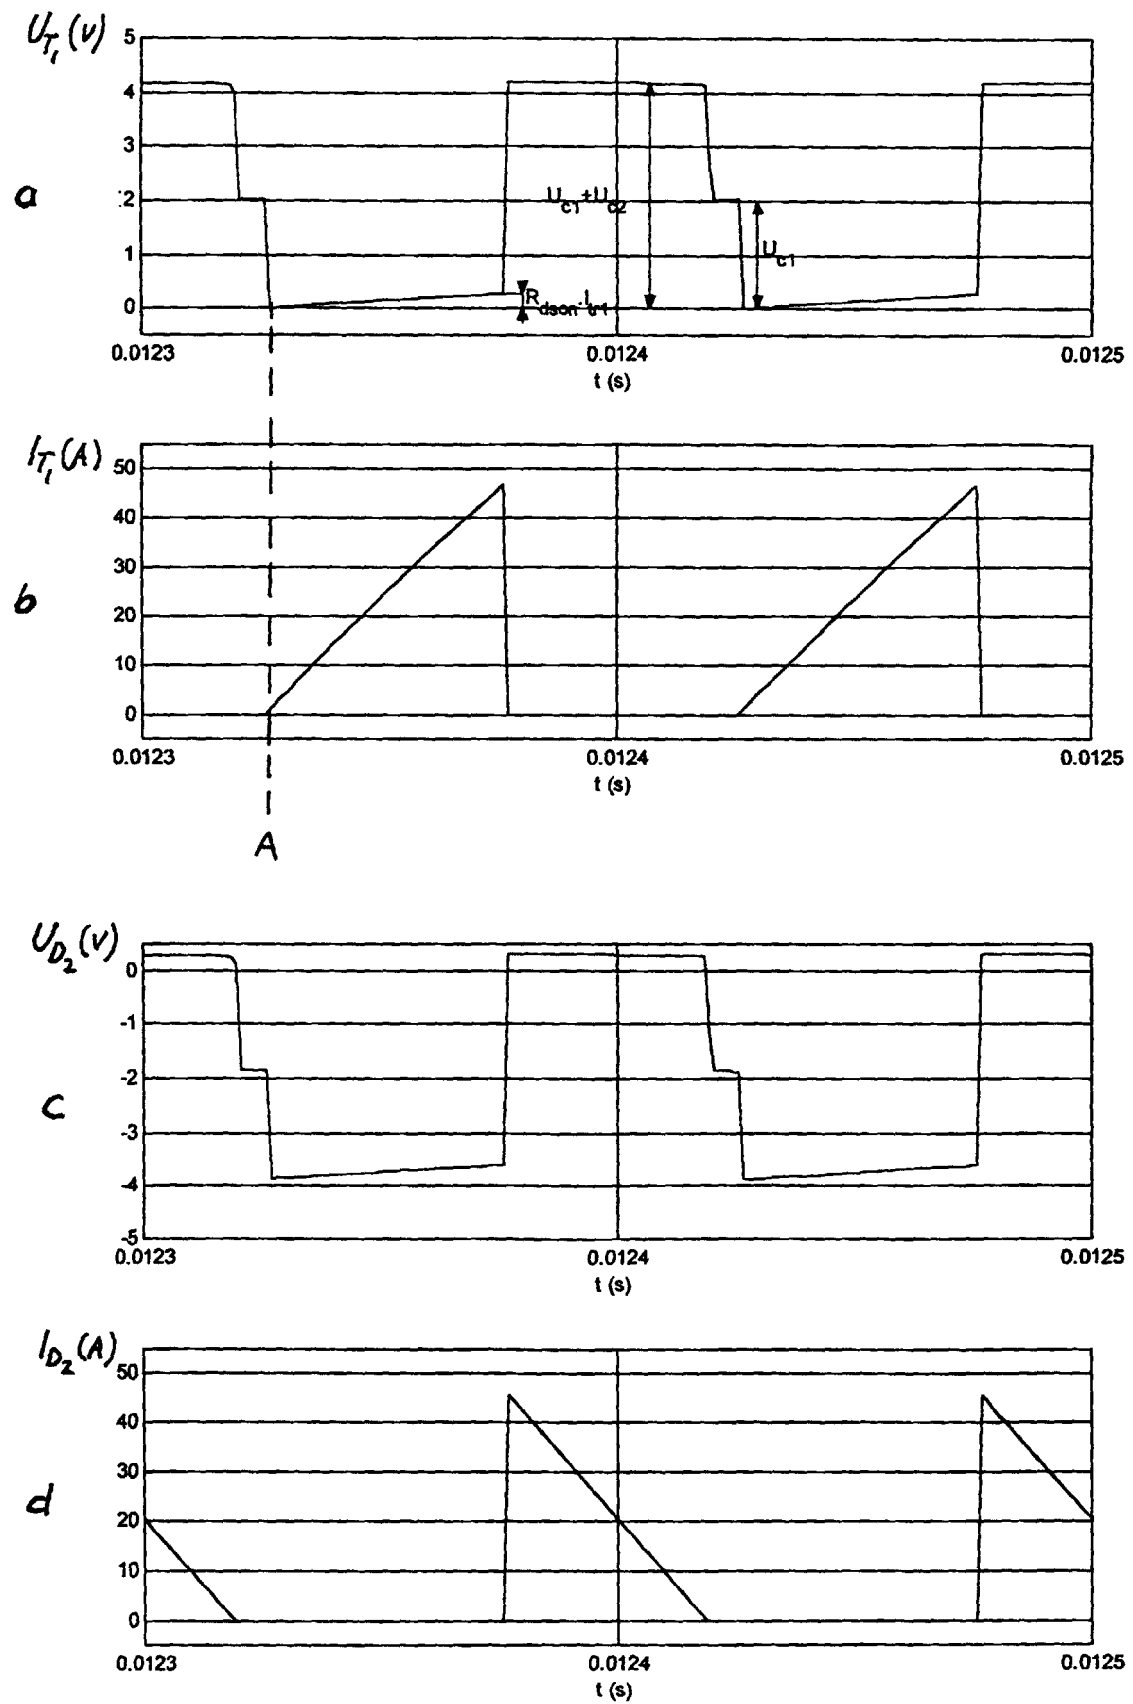 U_T₁(v)
5
4
3
2
1
0
a
U_c1+U_c2
U_c1
R_dson.I_tr1
0.0123
0.0124
0.0125
t (s)
I_T₁(A)
50
40
30
20
10
0
b
0.0123
0.0124
0.0125
t (s)
A
U_D₂(v)
0
-1
-2
-3
-4
-5
c
0.0123
0.0124
0.0125
t (s)
I_D₂(A)
50
40
30
20
10
0
d
0.0123
0.0124
0.0125
t (s)